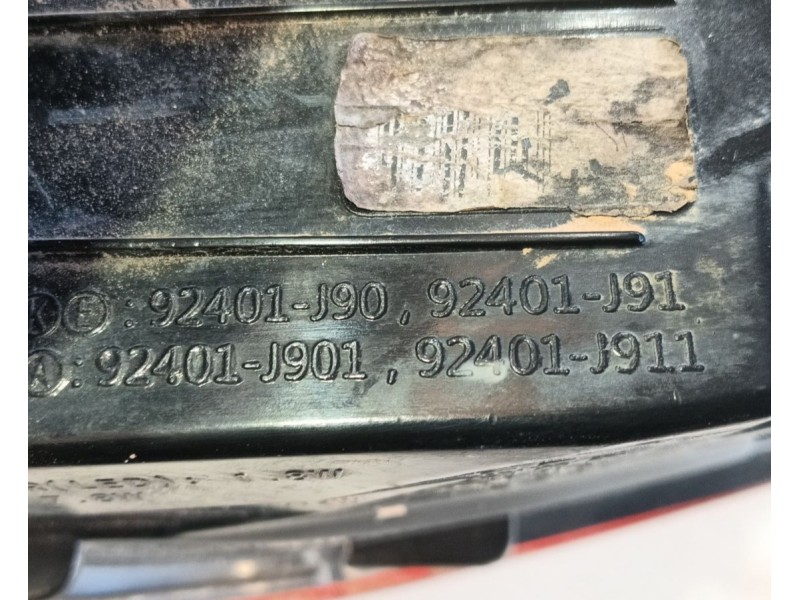 Ⓚ Ⓔ : 92401-J90 , 92401-J91
Ⓐ : 92401-J901 , 92401-J911